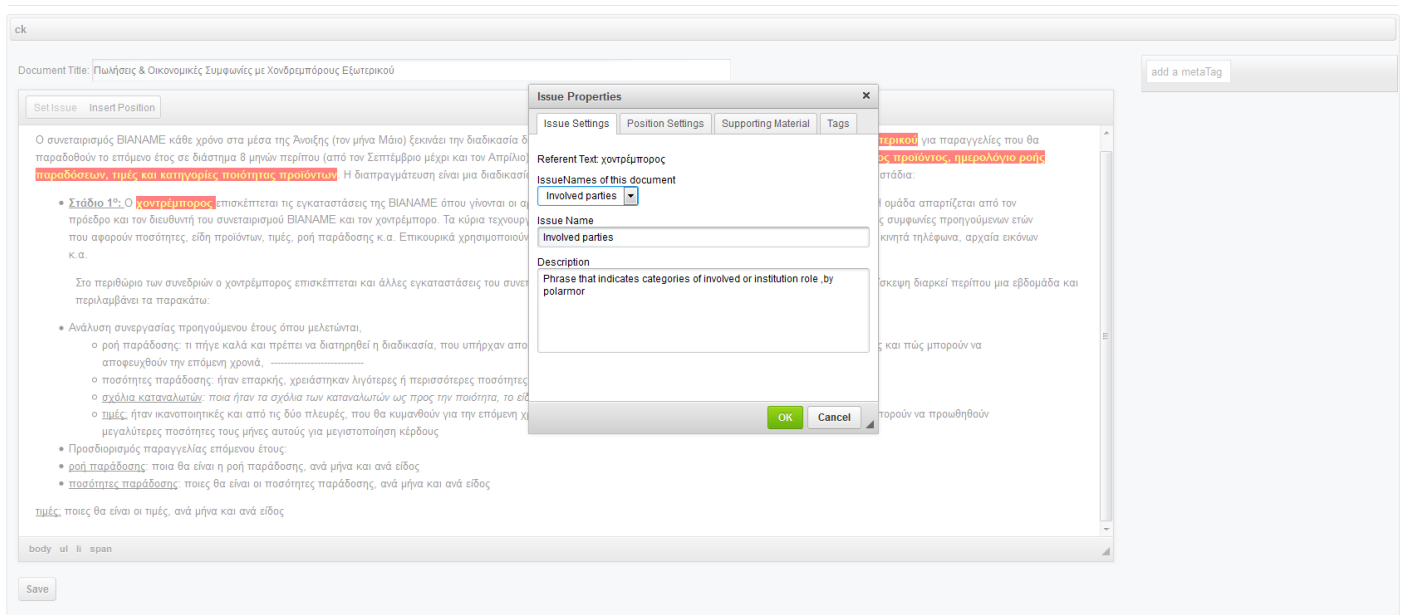 ck
Document Title: Πωλήσεις & Οικονομικές Συμφωνίες με Χονδρεμπόρους Εξωτερικού
add a metaTag
Set Issue Insert Position
Ο συνεταιρισμός ΒΙΑΝΑΜΕ κάθε χρόνο στα μέσα της Άνοιξης (τον μήνα Μάιο) ξεκινάει την διαδικασία
τερικού για παραγγελίες που θα
παραδοθούν το επόμενο έτος σε διάστημα 8 μηνών περίπου (από τον Σεπτέμβριο μέχρι και τον Απρίλιο)
ος προϊόντος, ημερολόγιο ροής
παραδόσεων, τιμές και κατηγορίες ποιότητας προϊόντων. Η διαπραγμάτευση είναι μια διαδικασί
στάδια:
• Στάδιο 1º: Ο χοντρέμπορος επισκέπτεται τις εγκαταστάσεις της ΒΙΑΝΑΜΕ όπου γίνονται οι
ομάδα απαρτίζεται από τον
πρόεδρο και τον διευθυντή του συνεταιρισμού ΒΙΑΝΑΜΕ και τον χοντρέμπορο. Τα κύρια τεχνουργ
ς συμφωνίες προηγούμενων ετών
που αφορούν ποσότητες, είδη προϊόντων, τιμές, ροή παράδοσης κ.α. Επικουρικά χρησιμοποιούν
κινητά τηλέφωνα, αρχαία εικόνων
κ.α.
Στο περιθώριο των συνεδριών ο χοντρέμπορος επισκέπτεται και άλλες εγκαταστάσεις του συνετ
ίσκεψη διαρκεί περίπου μια εβδομάδα και
περιλαμβάνει τα παρακάτω:
• Ανάλυση συνεργασίας προηγούμενου έτους όπου μελετώνται,
o ροή παράδοσης: τι πήγε καλά και πρέπει να διατηρηθεί η διαδικασία, που υπήρχαν απο
ς και πώς μπορούν να
αποφευχθούν την επόμενη χρονιά, ----------------------------
o ποσότητες παράδοσης: ήταν επαρκής, χρειάστηκαν λιγότερες ή περισσότερες ποσότητες
o σχόλια καταναλωτών: ποια ήταν τα σχόλια των καταναλωτών ως προς την ποιότητα, το
o τιμές: ήταν ικανοποιητικές και από τις δύο πλευρές, που θα κυμανθούν για την επόμενη
πορούν να προωθηθούν
μεγαλύτερες ποσότητες τους μήνες αυτούς για μεγιστοποίηση κέρδους
• Προσδιορισμός παραγγελίας επόμενου έτους:
• ροή παράδοσης: ποια θα είναι η ροή παράδοσης, ανά μήνα και ανά είδος
• ποσότητες παράδοσης: ποιες θα είναι οι ποσότητες παράδοσης, ανά μήνα και ανά είδος
τιμές: ποιες θα είναι οι τιμές, ανά μήνα και ανά είδος
body ul li span
Save
Issue Properties ×
Issue Settings Position Settings Supporting Material Tags
Referent Text: χοντρέμπορος
IssueNames of this document
Involved parties
Issue Name
Involved parties
Description
Phrase that indicates categories of involved or institution role ,by
polarmor
OK Cancel